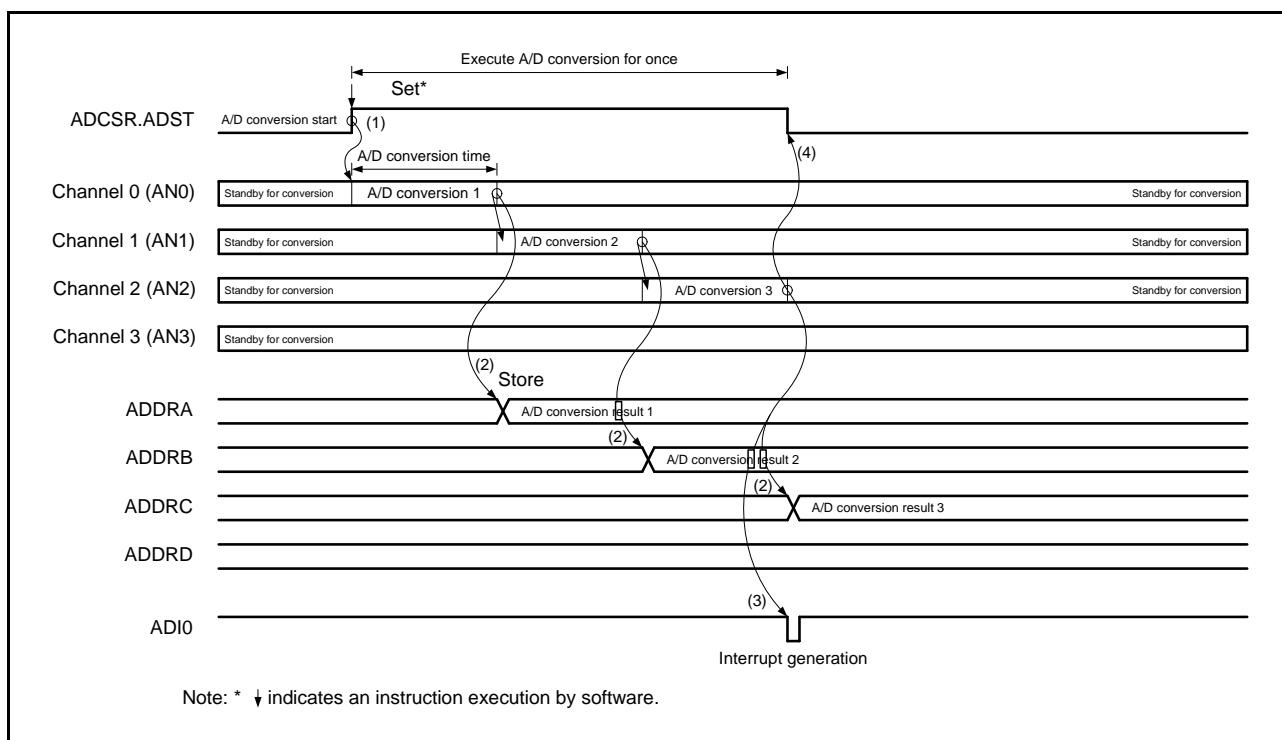 Execute A/D conversion for once
Set*
ADCSR.ADST
A/D conversion start
(1)
(4)
A/D conversion time
Channel 0 (AN0)
Standby for conversion
A/D conversion 1
Standby for conversion
Channel 1 (AN1)
Standby for conversion
A/D conversion 2
Standby for conversion
Channel 2 (AN2)
Standby for conversion
A/D conversion 3
Standby for conversion
Channel 3 (AN3)
Standby for conversion
(2)
Store
ADDRA
A/D conversion result 1
(2)
ADDRB
A/D conversion result 2
(2)
ADDRC
A/D conversion result 3
ADDRD
(3)
ADI0
Interrupt generation
Note: * ↓ indicates an instruction execution by software.